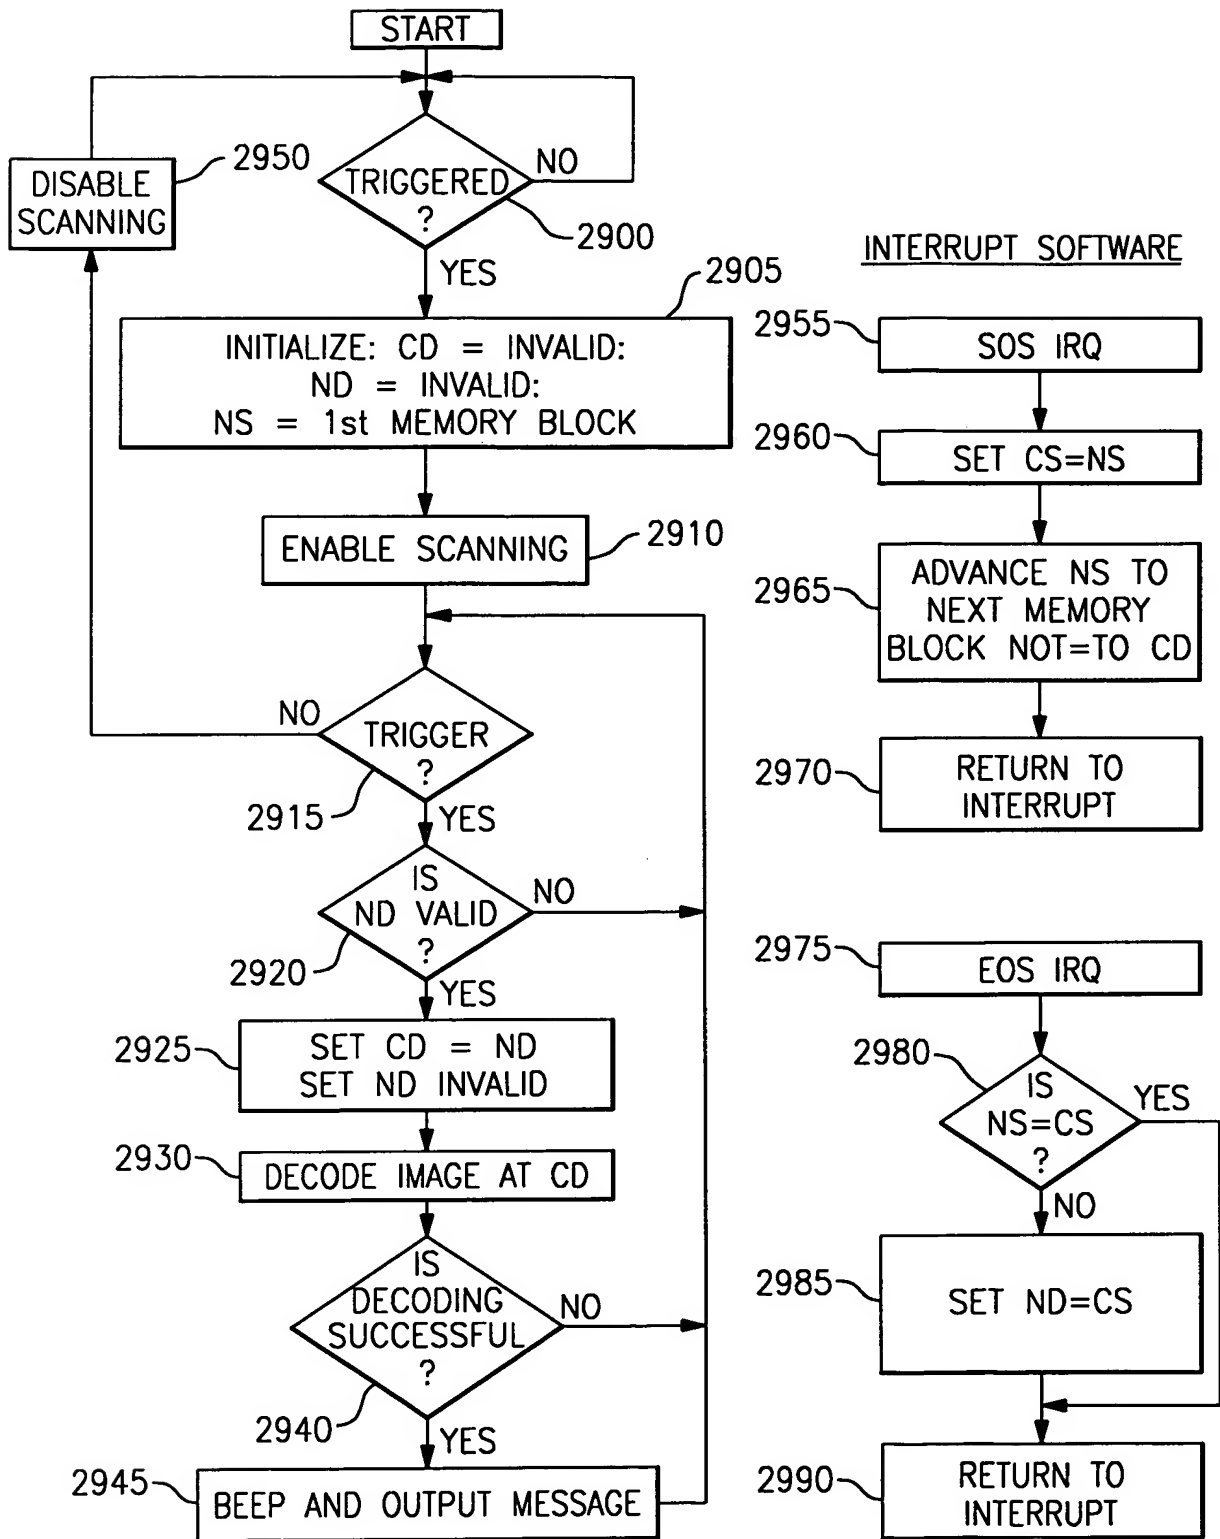 START
DISABLE
SCANNING
2950
TRIGGERED
?
NO
2900
YES
2905
INITIALIZE: CD = INVALID:
ND = INVALID:
NS = 1st MEMORY BLOCK
ENABLE SCANNING
2910
NO
TRIGGER
?
2915
YES
IS
ND VALID
?
NO
2920
YES
2925
SET CD = ND
SET ND INVALID
2930
DECODE IMAGE AT CD
IS
DECODING
SUCCESSFUL
?
NO
2940
YES
2945
BEEP AND OUTPUT MESSAGE
INTERRUPT SOFTWARE
2955
SOS IRQ
2960
SET CS=NS
2965
ADVANCE NS TO
NEXT MEMORY
BLOCK NOT=TO CD
2970
RETURN TO
INTERRUPT
2975
EOS IRQ
2980
IS
NS=CS
?
YES
NO
2985
SET ND=CS
2990
RETURN TO
INTERRUPT